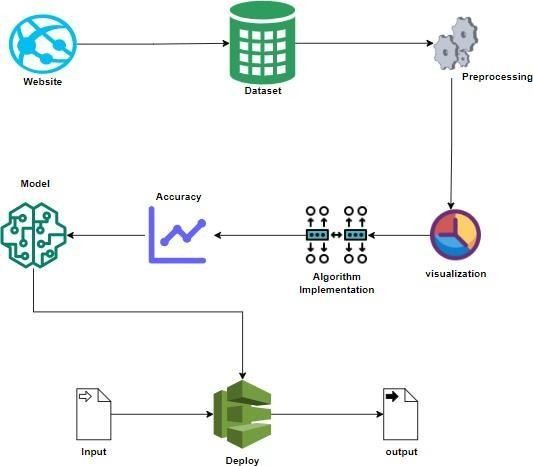 Website
Dataset
Preprocessing
Model
Accuracy
Algorithm
Implementation
visualization
Input
Deploy
output